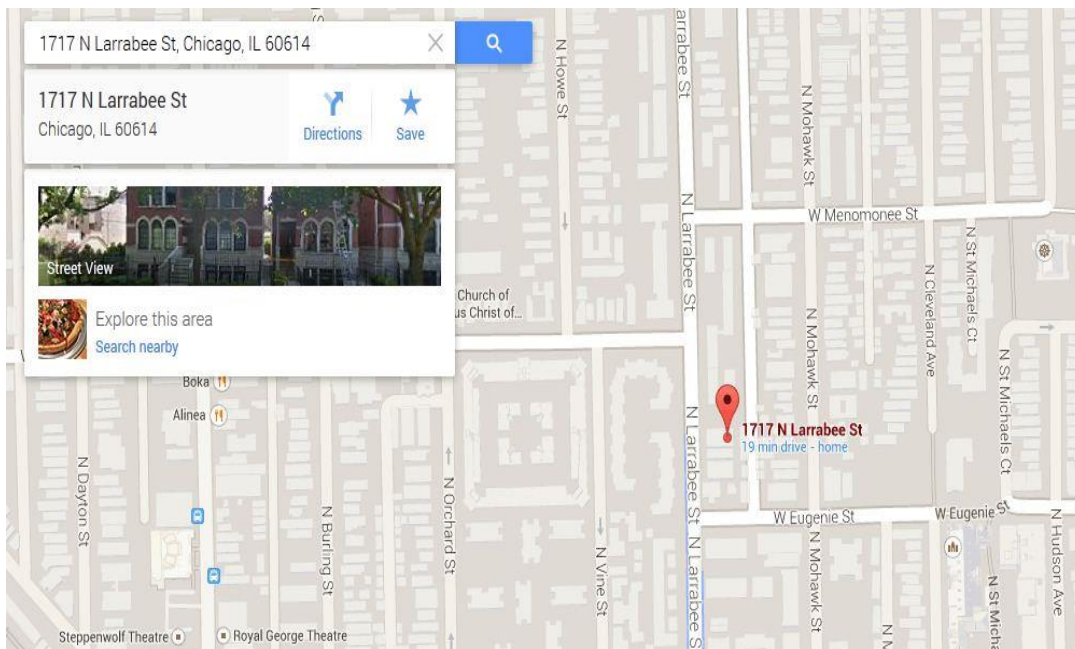 1717 N Larrabee St, Chicago, IL 60614
1717 N Larrabee St
Chicago, IL 60614
Directions
Save
Street View
Explore this area
Search nearby
Church of
us Christ of...
Boka
Alinea
Steppenwolf Theatre
Royal George Theatre
N Dayton St
N Burling St
N Orchard St
N Howe St
N Vine St
arrabee St
N Larrabee St
N Larrabee St
N Larrabee S
1717 N Larrabee St
19 min drive - home
N Mohawk St
W Menomonee St
N Mohawk St
N Cleveland Ave
N St Michaels Ct
N St Michaels Ct
W Eugenie St
W Eugenie St
N Mohawk St
N Hudson Ave
N St Micha